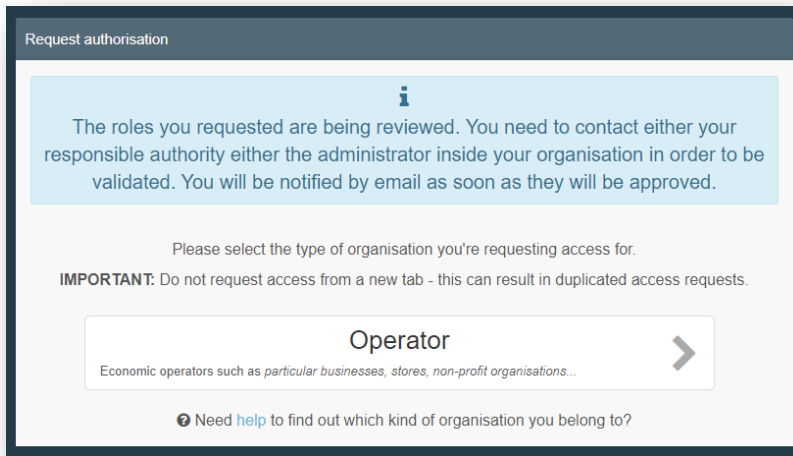 Request authorisation
The roles you requested are being reviewed. You need to contact either your
responsible authority either the administrator inside your organisation in order to be
validated. You will be notified by email as soon as they will be approved.
Please select the type of organisation you're requesting access for.
IMPORTANT: Do not request access from a new tab - this can result in duplicated access requests.
Operator
Economic operators such as particular businesses, stores, non-profit organisations...
Need help to find out which kind of organisation you belong to?